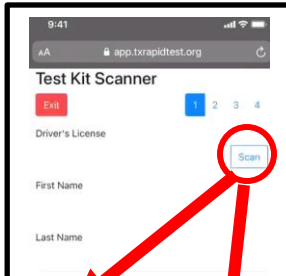 9:41
AA app.txrapidtest.org
Test Kit Scanner
Exit 1 2 3 4
Driver's License
Scan
First Name
Last Name